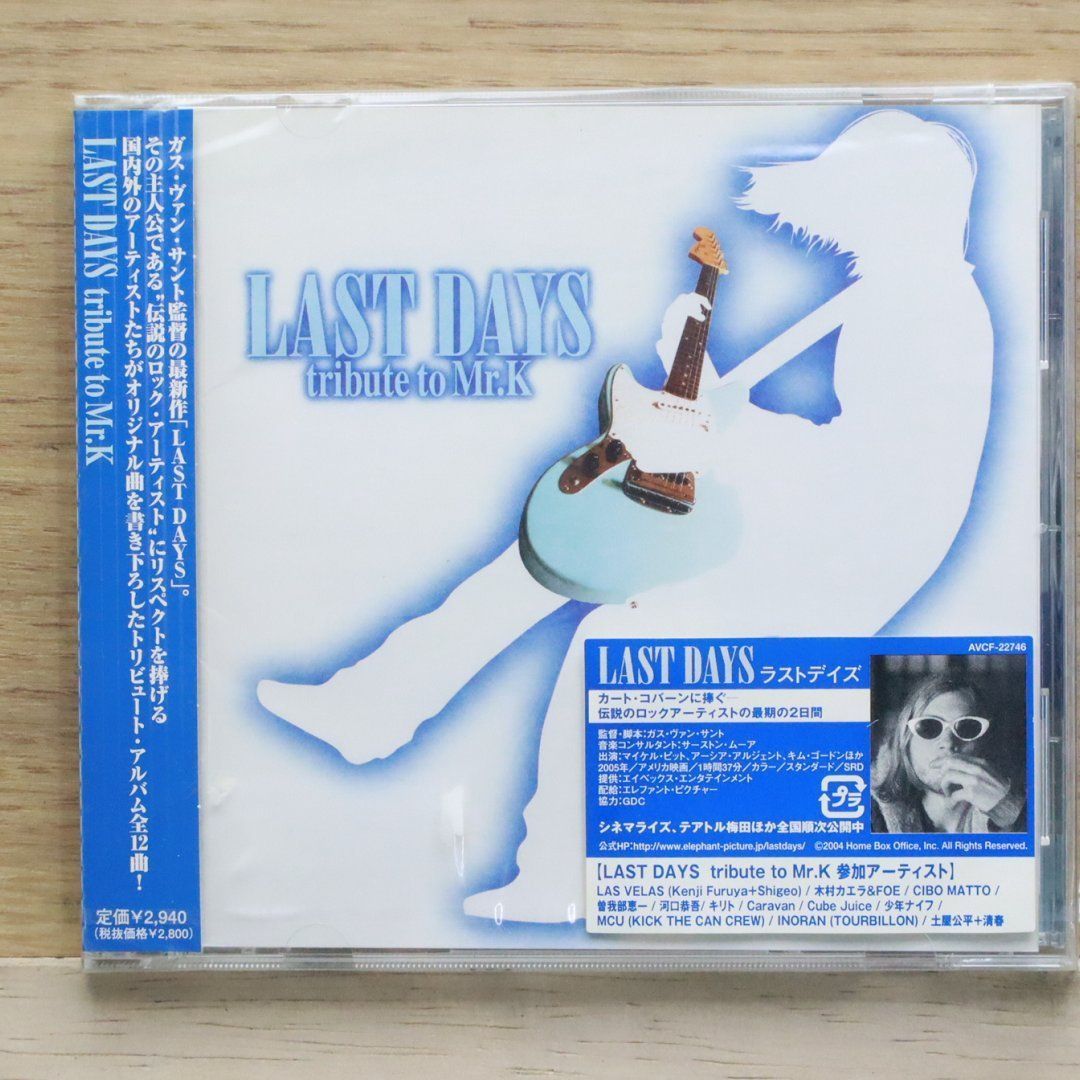 ガス・ヴァン・サント監督の最新作「LAST DAYS」。
その主人公である"伝説のロック・アーティスト"にリスペクトを捧げる
国内外のアーティストたちがオリジナル曲を書き下ろしたトリビュート・アルバム全12曲!
LAST DAYS tribute to Mr.K
定価¥2,940
(税抜価格¥2,800)
LAST DAYS
tribute to Mr.K
AVCF-22746
LAST DAYS ラストデイズ
カート・コバーンに捧ぐ―
伝説のロックアーティストの最期の2日間
監督・脚本:ガス・ヴァン・サント
音楽コンサルタント:サーストン・ムーア
出演:マイケル・ピット、アーシア・アルジェント、キム・ゴードンほか
2005年/アメリカ映画/1時間37分/カラー/スタンダード/SRD
提供:エイベックス・エンタテインメント
配給:エレファント・ピクチャー
協力:GDC
プラ
シネマライズ、テアトル梅田ほか全国順次公開中
公式HP:http://www.elephant-picture.jp/lastdays/ ©2004 Home Box Office, Inc. All Rights Reserved.
【LAST DAYS tribute to Mr.K 参加アーティスト】
LAS VELAS (Kenji Furuya+Shigeo) / 木村カエラ&FOE / CIBO MATTO /
曽我部恵一 / 河口恭吾 / キリト / Caravan / Cube Juice / 少年ナイフ /
MCU (KICK THE CAN CREW) / INORAN (TOURBILLON) / 土屋公平+清春